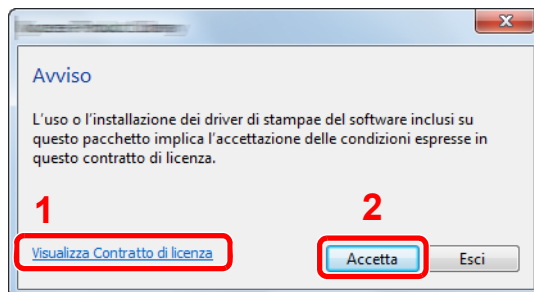 Avviso
L'uso o l'installazione dei driver di stampae del software inclusi su
questo pacchetto implica l'accettazione delle condizioni espresse in
questo contratto di licenza.
1
2
Visualizza Contratto di licenza
Accetta
Esci